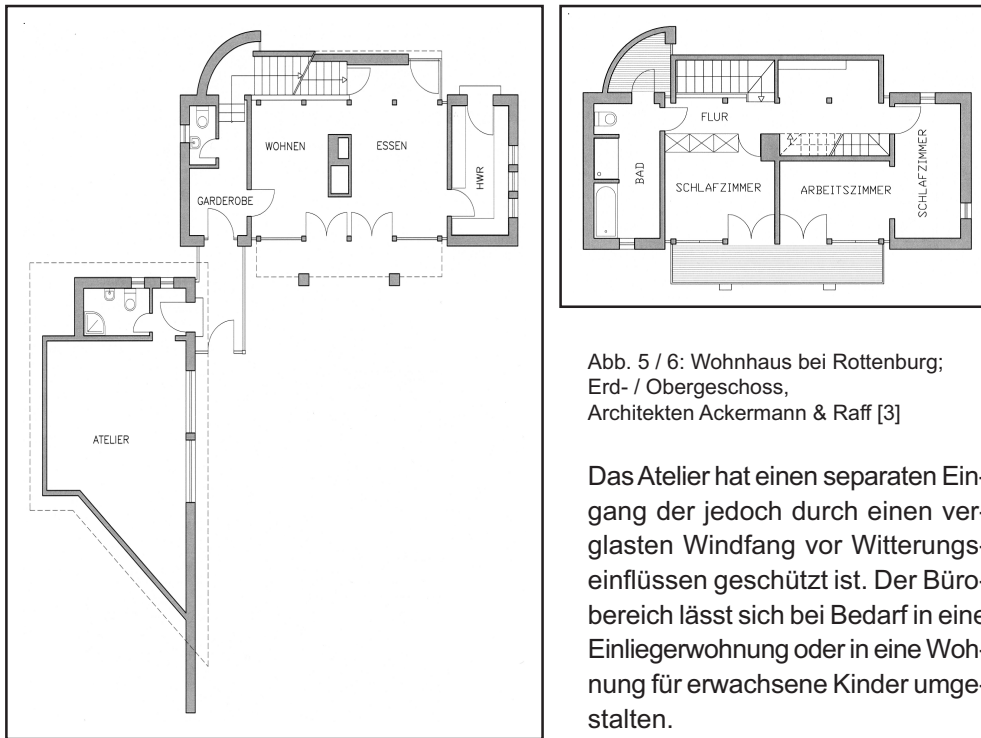 WOHNEN
ESSEN
HWR
GARDEROBE
ATELIER
FLUR
BAD
SCHLAFZIMMER
ARBEITSZIMMER
SCHLAFZIMMER
Abb. 5 / 6: Wohnhaus bei Rottenburg;
Erd- / Obergeschoss,
Architekten Ackermann & Raff [3]
Das Atelier hat einen separaten Ein-
gang der jedoch durch einen ver-
glasten Windfang vor Witterungs-
einflüssen geschützt ist. Der Büro-
bereich lässt sich bei Bedarf in eine
Einliegerwohnung oder in eine Woh-
nung für erwachsene Kinder umge-
stalten.